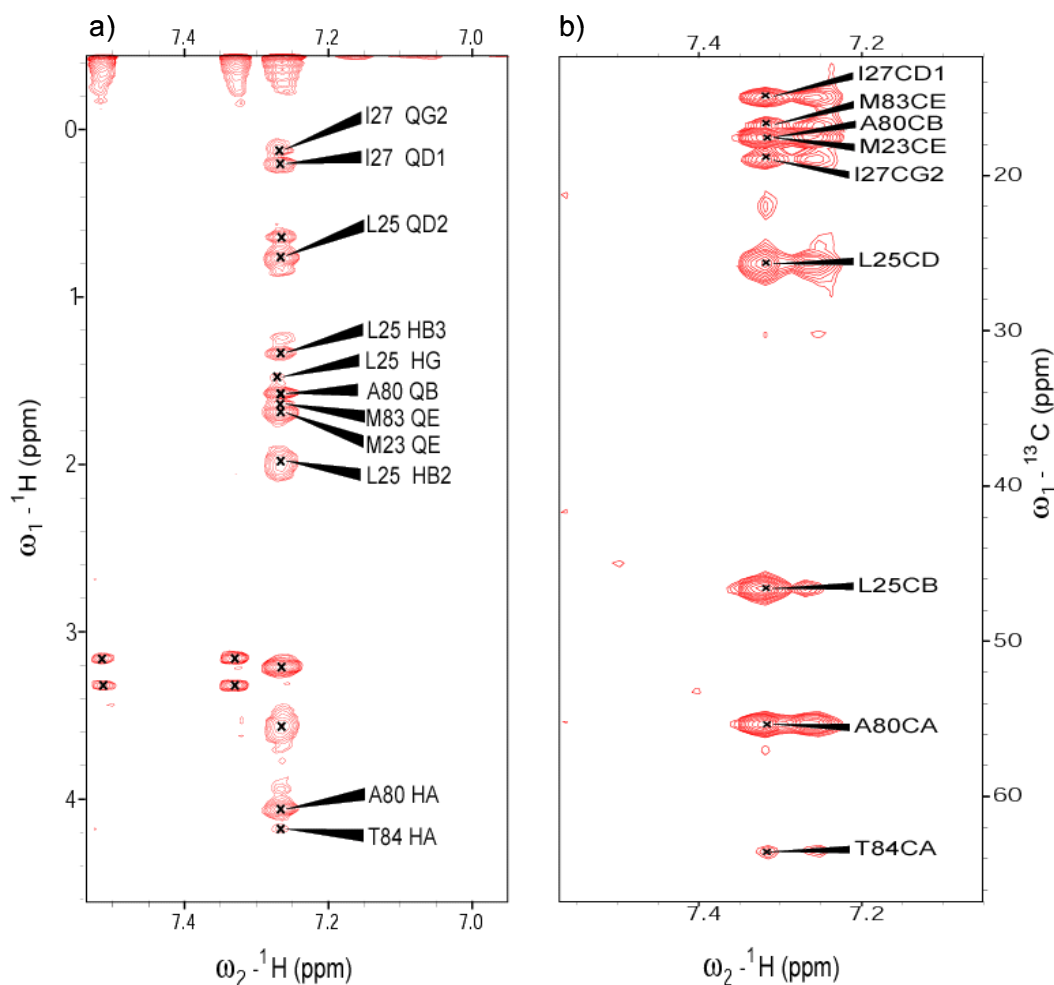 a)
7.4 7.2 7.0
0
1
2
3
4
ω1 - 1H (ppm)
I27 QG2
I27 QD1
L25 QD2
L25 HB3
L25 HG
A80 QB
M83 QE
M23 QE
L25 HB2
A80 HA
T84 HA
7.4 7.2 7.0
ω2 - 1H (ppm)
b)
7.4 7.2
I27CD1
M83CE
A80CB
M23CE
I27CG2
L25CD
L25CB
A80CA
T84CA
20
30
40
50
60
ω1 - 13C (ppm)
7.4 7.2
ω2 - 1H (ppm)